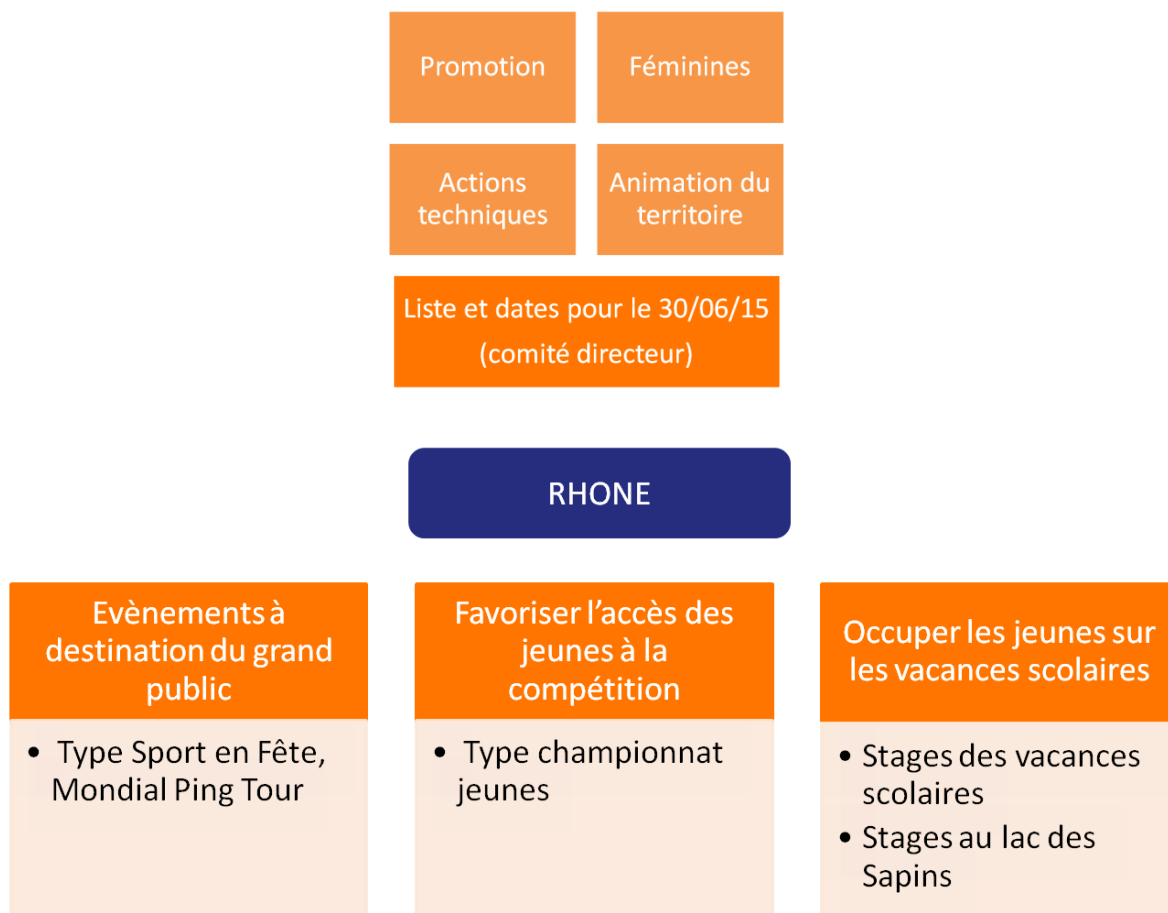 Promotion
Féminines
Actions
techniques
Animation du
territoire
Liste et dates pour le 30/06/15
(comité directeur)
RHONE
Evènements à
destination du grand
public
• Type Sport en Fête,
Mondial Ping Tour
Favoriser l’accès des
jeunes à la
compétition
• Type championnat
jeunes
Occuper les jeunes sur
les vacances scolaires
• Stages des vacances
scolaires
• Stages au lac des
Sapins